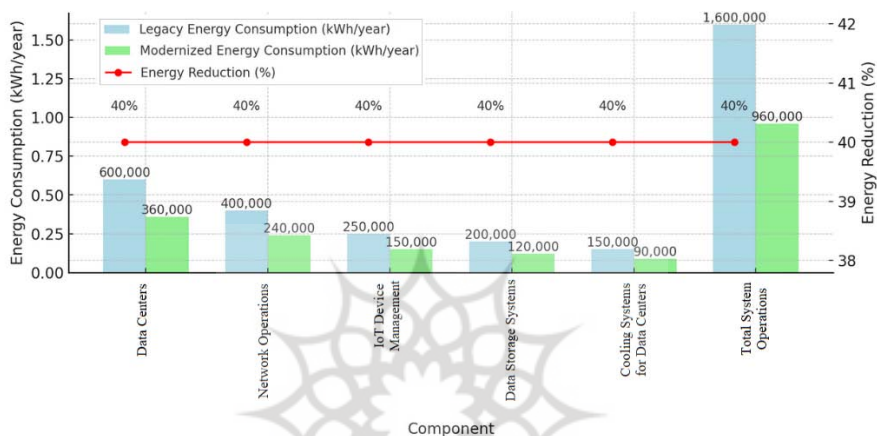 Legacy Energy Consumption (kWh/year)
Modernized Energy Consumption (kWh/year)
Energy Reduction (%)
Energy Consumption (kWh/year)
1.50
1.25
1.00
0.75
0.50
0.25
0.00
600,000
360,000
400,000
240,000
250,000
150,000
200,000
120,000
150,000
90,000
1,600,000
960,000
40%
40%
40%
40%
40%
40%
42
41
40
39
38
Energy Reduction (%)
Data Centers
Network Operations
IoT Device
Management
Data Storage Systems
Cooling Systems
for Data Centers
Total System
Operations
Component